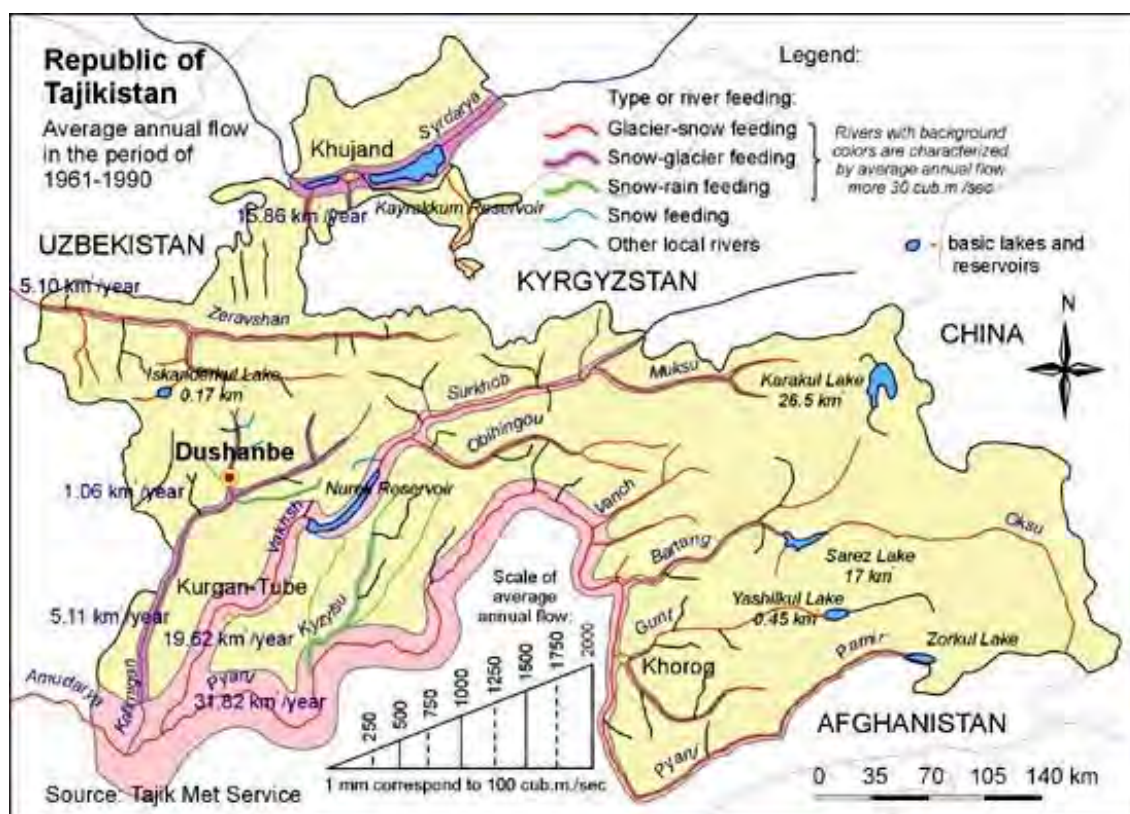 Republic of
Tajikistan
Average annual flow
in the period of
1961-1990
Legend:
Type or river feeding:
Glacier-snow feeding
Snow-glacier feeding
Snow-rain feeding
Snow feeding
Other local rivers
Rivers with background
colors are characterized
by average annual flow
more 30 cub.m./sec
basic lakes and
reservoirs
Syrdarya
Khujand
15.86 km /year
Kayrakkum Reservoir
UZBEKISTAN
KYRGYZSTAN
5.10 km /year
N
CHINA
Zeravshan
Iskanderkul Lake
0.17 km
Surkhob
Muksu
Karakul Lake
26.5 km
Obihingou
Dushanbe
1.06 km /year
Nurek Reservoir
Vakhsh
Vanch
Bartang
Oksu
Sarez Lake
17 km
Kurgan-Tube
Scale of
average
annual flow:
Yashilkul Lake
0.45 km
5.11 km /year
19.62 km /year
Kyzylsu
Gunt
Zorkul Lake
Pamir
Khorog
Amudarya
Kafirnigan
Pyanj
31.82 km /year
250
500
750
1000
1250
1500
1750
2000
AFGHANISTAN
Pyanj
1 mm correspond to 100 cub.m./sec
0 35 70 105 140 km
Source: Tajik Met Service